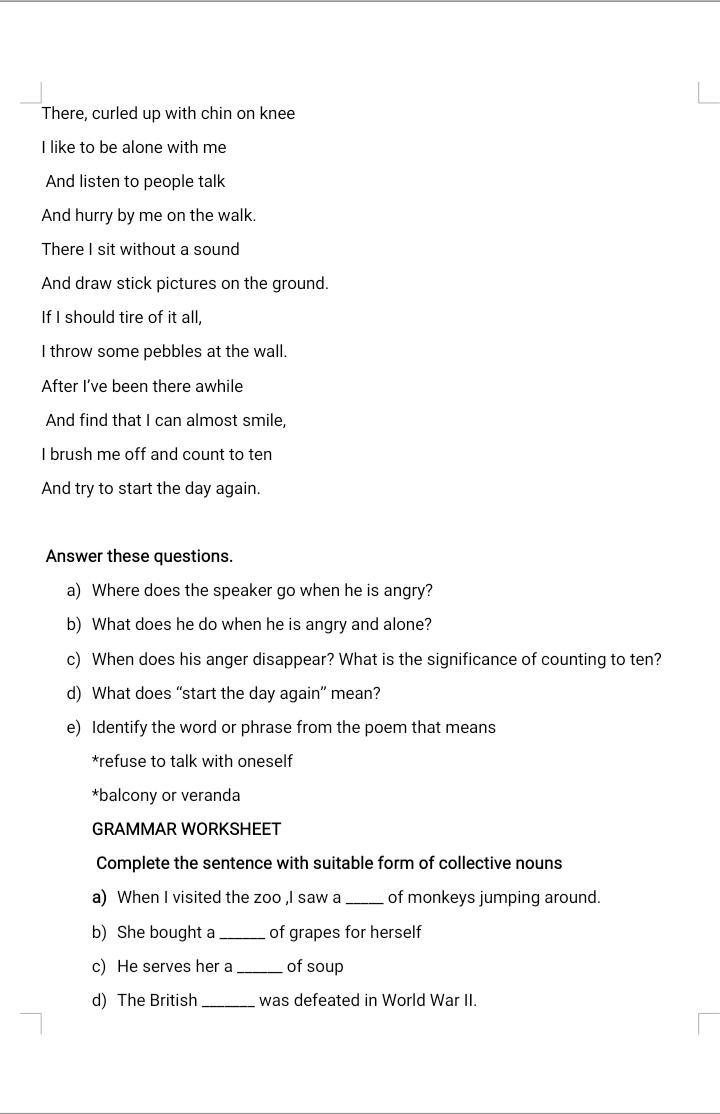 There, curled up with chin on knee
I like to be alone with me
And listen to people talk
And hurry by me on the walk.
There I sit without a sound
And draw stick pictures on the ground.
If I should tire of it all,
I throw some pebbles at the wall.
After I’ve been there awhile
And find that I can almost smile,
I brush me off and count to ten
And try to start the day again.
Answer these questions.
a) Where does the speaker go when he is angry?
b) What does he do when he is angry and alone?
c) When does his anger disappear? What is the significance of counting to ten?
d) What does “start the day again” mean?
e) Identify the word or phrase from the poem that means
*refuse to talk with oneself
*balcony or veranda
GRAMMAR WORKSHEET
Complete the sentence with suitable form of collective nouns
a) When I visited the zoo ,I saw a _____ of monkeys jumping around.
b) She bought a ______ of grapes for herself
c) He serves her a ______ of soup
d) The British _______ was defeated in World War II.